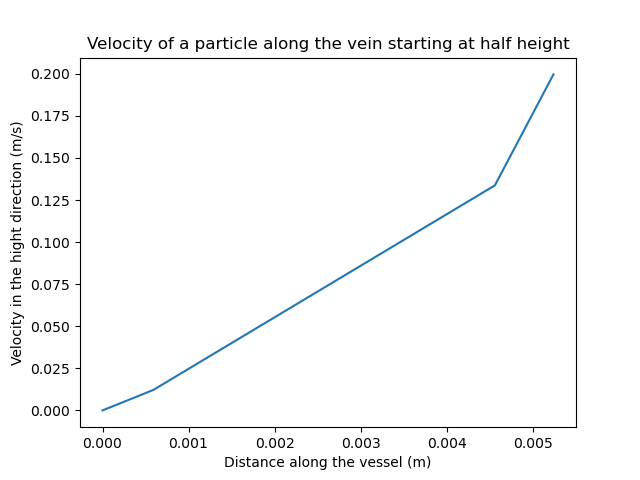 Velocity of a particle along the vein starting at half height
Velocity in the hight direction (m/s)
0.200
0.175
0.150
0.125
0.100
0.075
0.050
0.025
0.000
0.000 0.001 0.002 0.003 0.004 0.005
Distance along the vessel (m)